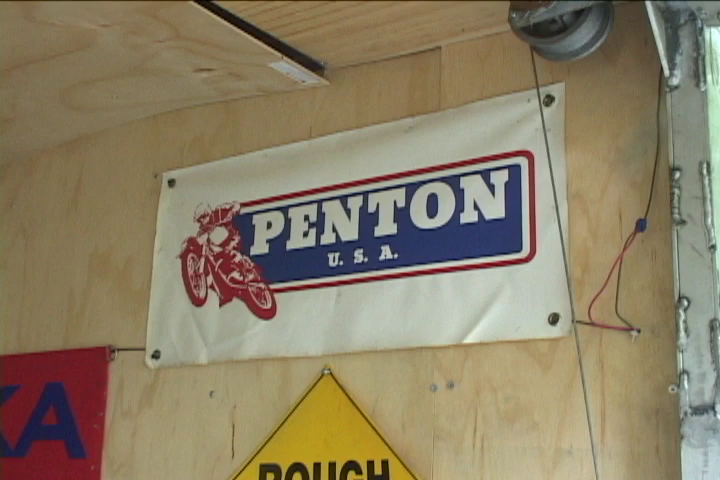 PENTON
U. S. A.
KA
ROUGH